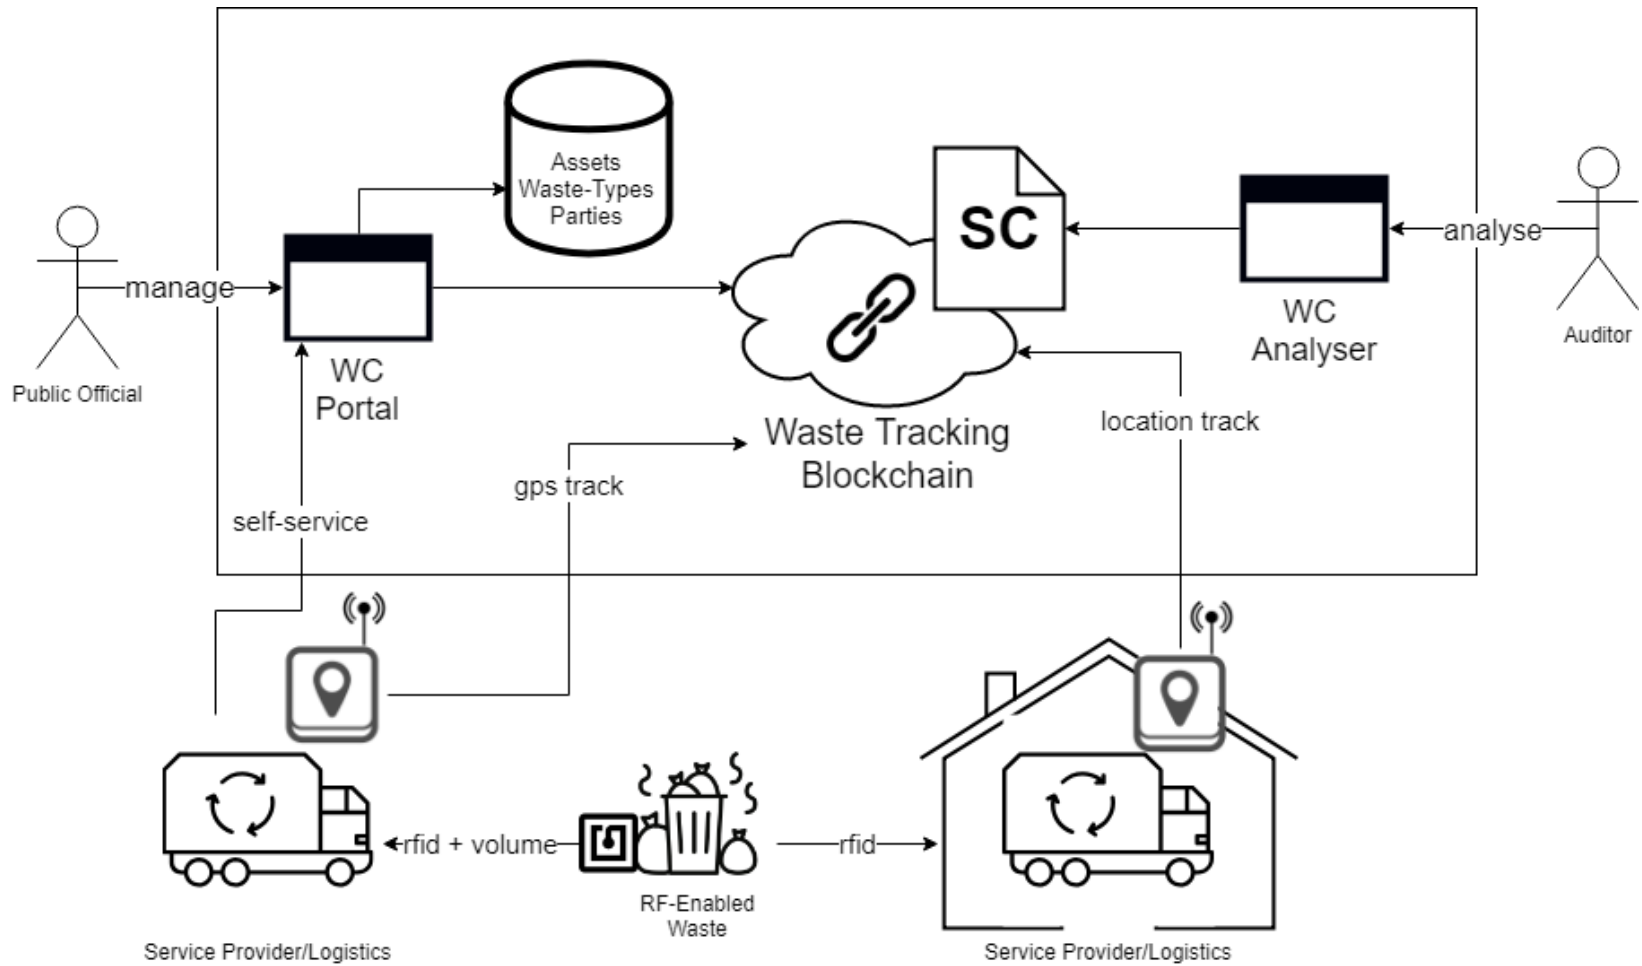 Assets
Waste-Types
Parties
SC
manage
analyse
WC
Analyser
Auditor
Public Official
WC
Portal
Waste Tracking
Blockchain
location track
gps track
self-service
rfid + volume
rfid
RF-Enabled
Waste
Service Provider/Logistics
Service Provider/Logistics